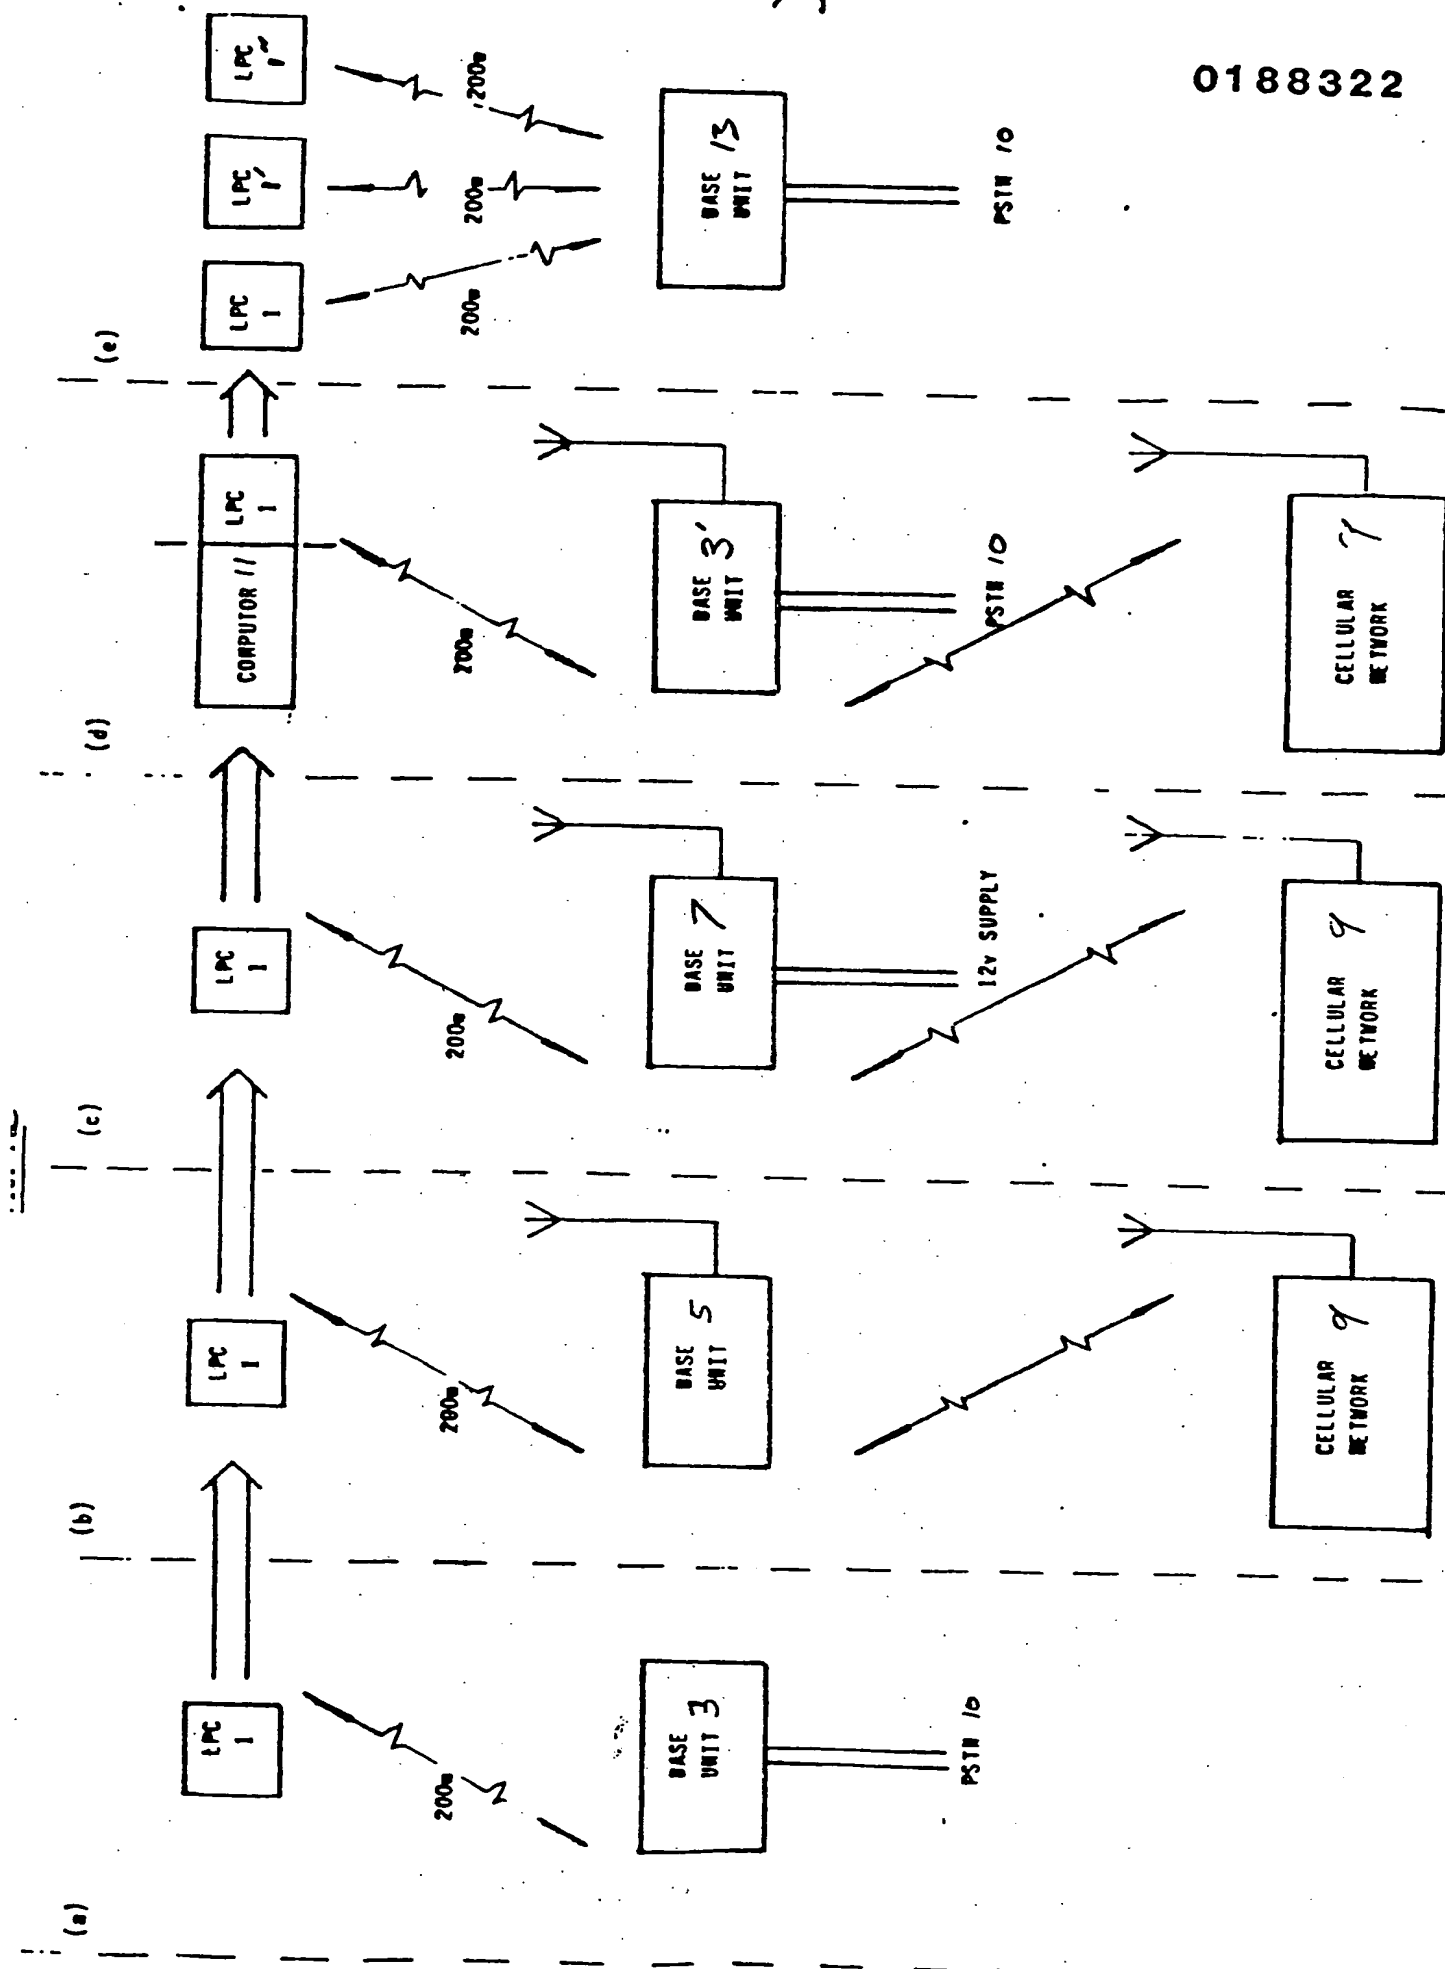 0188322
(a)
LPC
1
200m
BASE
UNIT 3
PSTN 10
(b)
LPC
1
200m
BASE
UNIT 5
CELLULAR
NETWORK 9
(c)
LPC
1
200m
BASE
UNIT 7
12v SUPPLY
CELLULAR
NETWORK 9
(d)
COMPUTOR 11
LPC
1
200m
BASE
UNIT 3'
PSTN 10
CELLULAR
NETWORK 7
(e)
LPC
1
LPC
1'
LPC
1"
200m
200m
200m
BASE
UNIT 13
PSTN 10